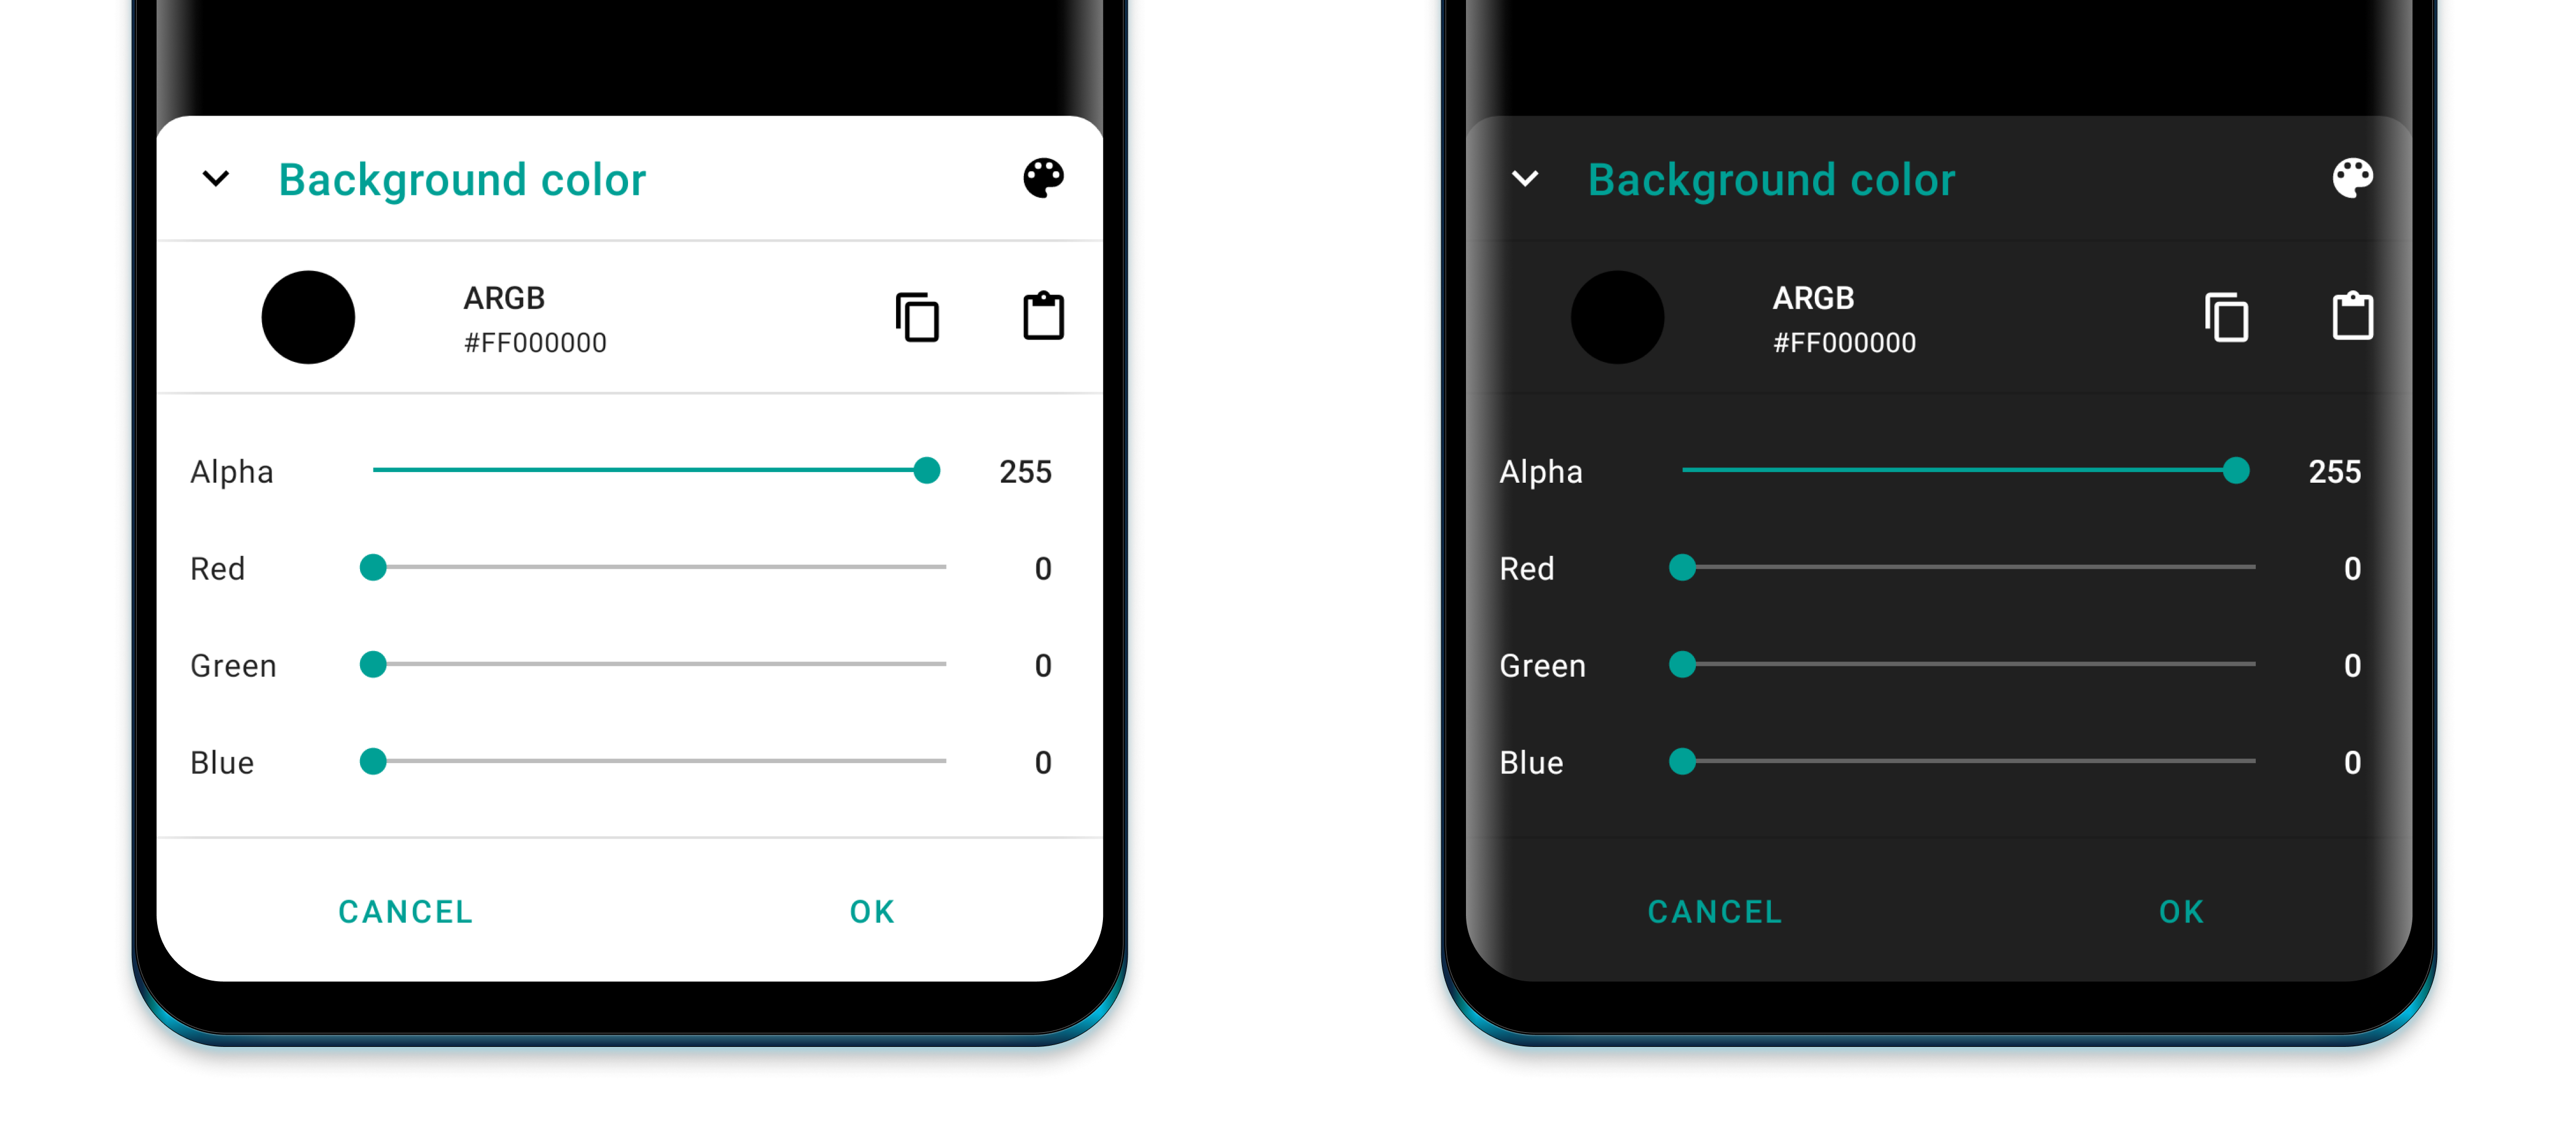 Background color
ARGB
#FF000000
Alpha 255
Red 0
Green 0
Blue 0
CANCEL OK
Background color
ARGB
#FF000000
Alpha 255
Red 0
Green 0
Blue 0
CANCEL OK